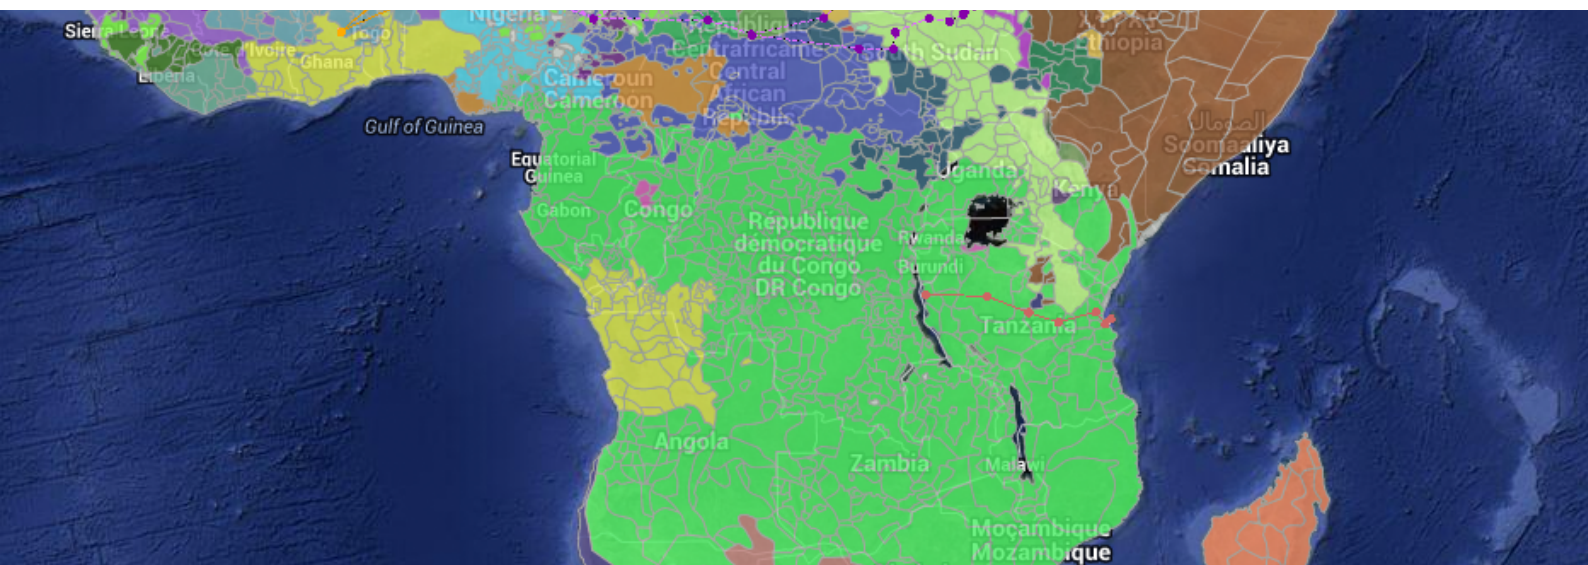 Nigeria
Sierra Leone
Togo
République
Centrafricaine
Central
African
Republic
South Sudan
Ethiopia
Côte d'Ivoire
Ghana
Liberia
Cameroun
Cameroon
Gulf of Guinea
الصومال
Soomaaliya
Somalia
Equatorial
Guinea
Uganda
Kenya
Gabon
Congo
République
démocratique
du Congo
DR Congo
Rwanda
Burundi
Tanzania
Angola
Zambia
Malawi
Moçambique
Mozambique